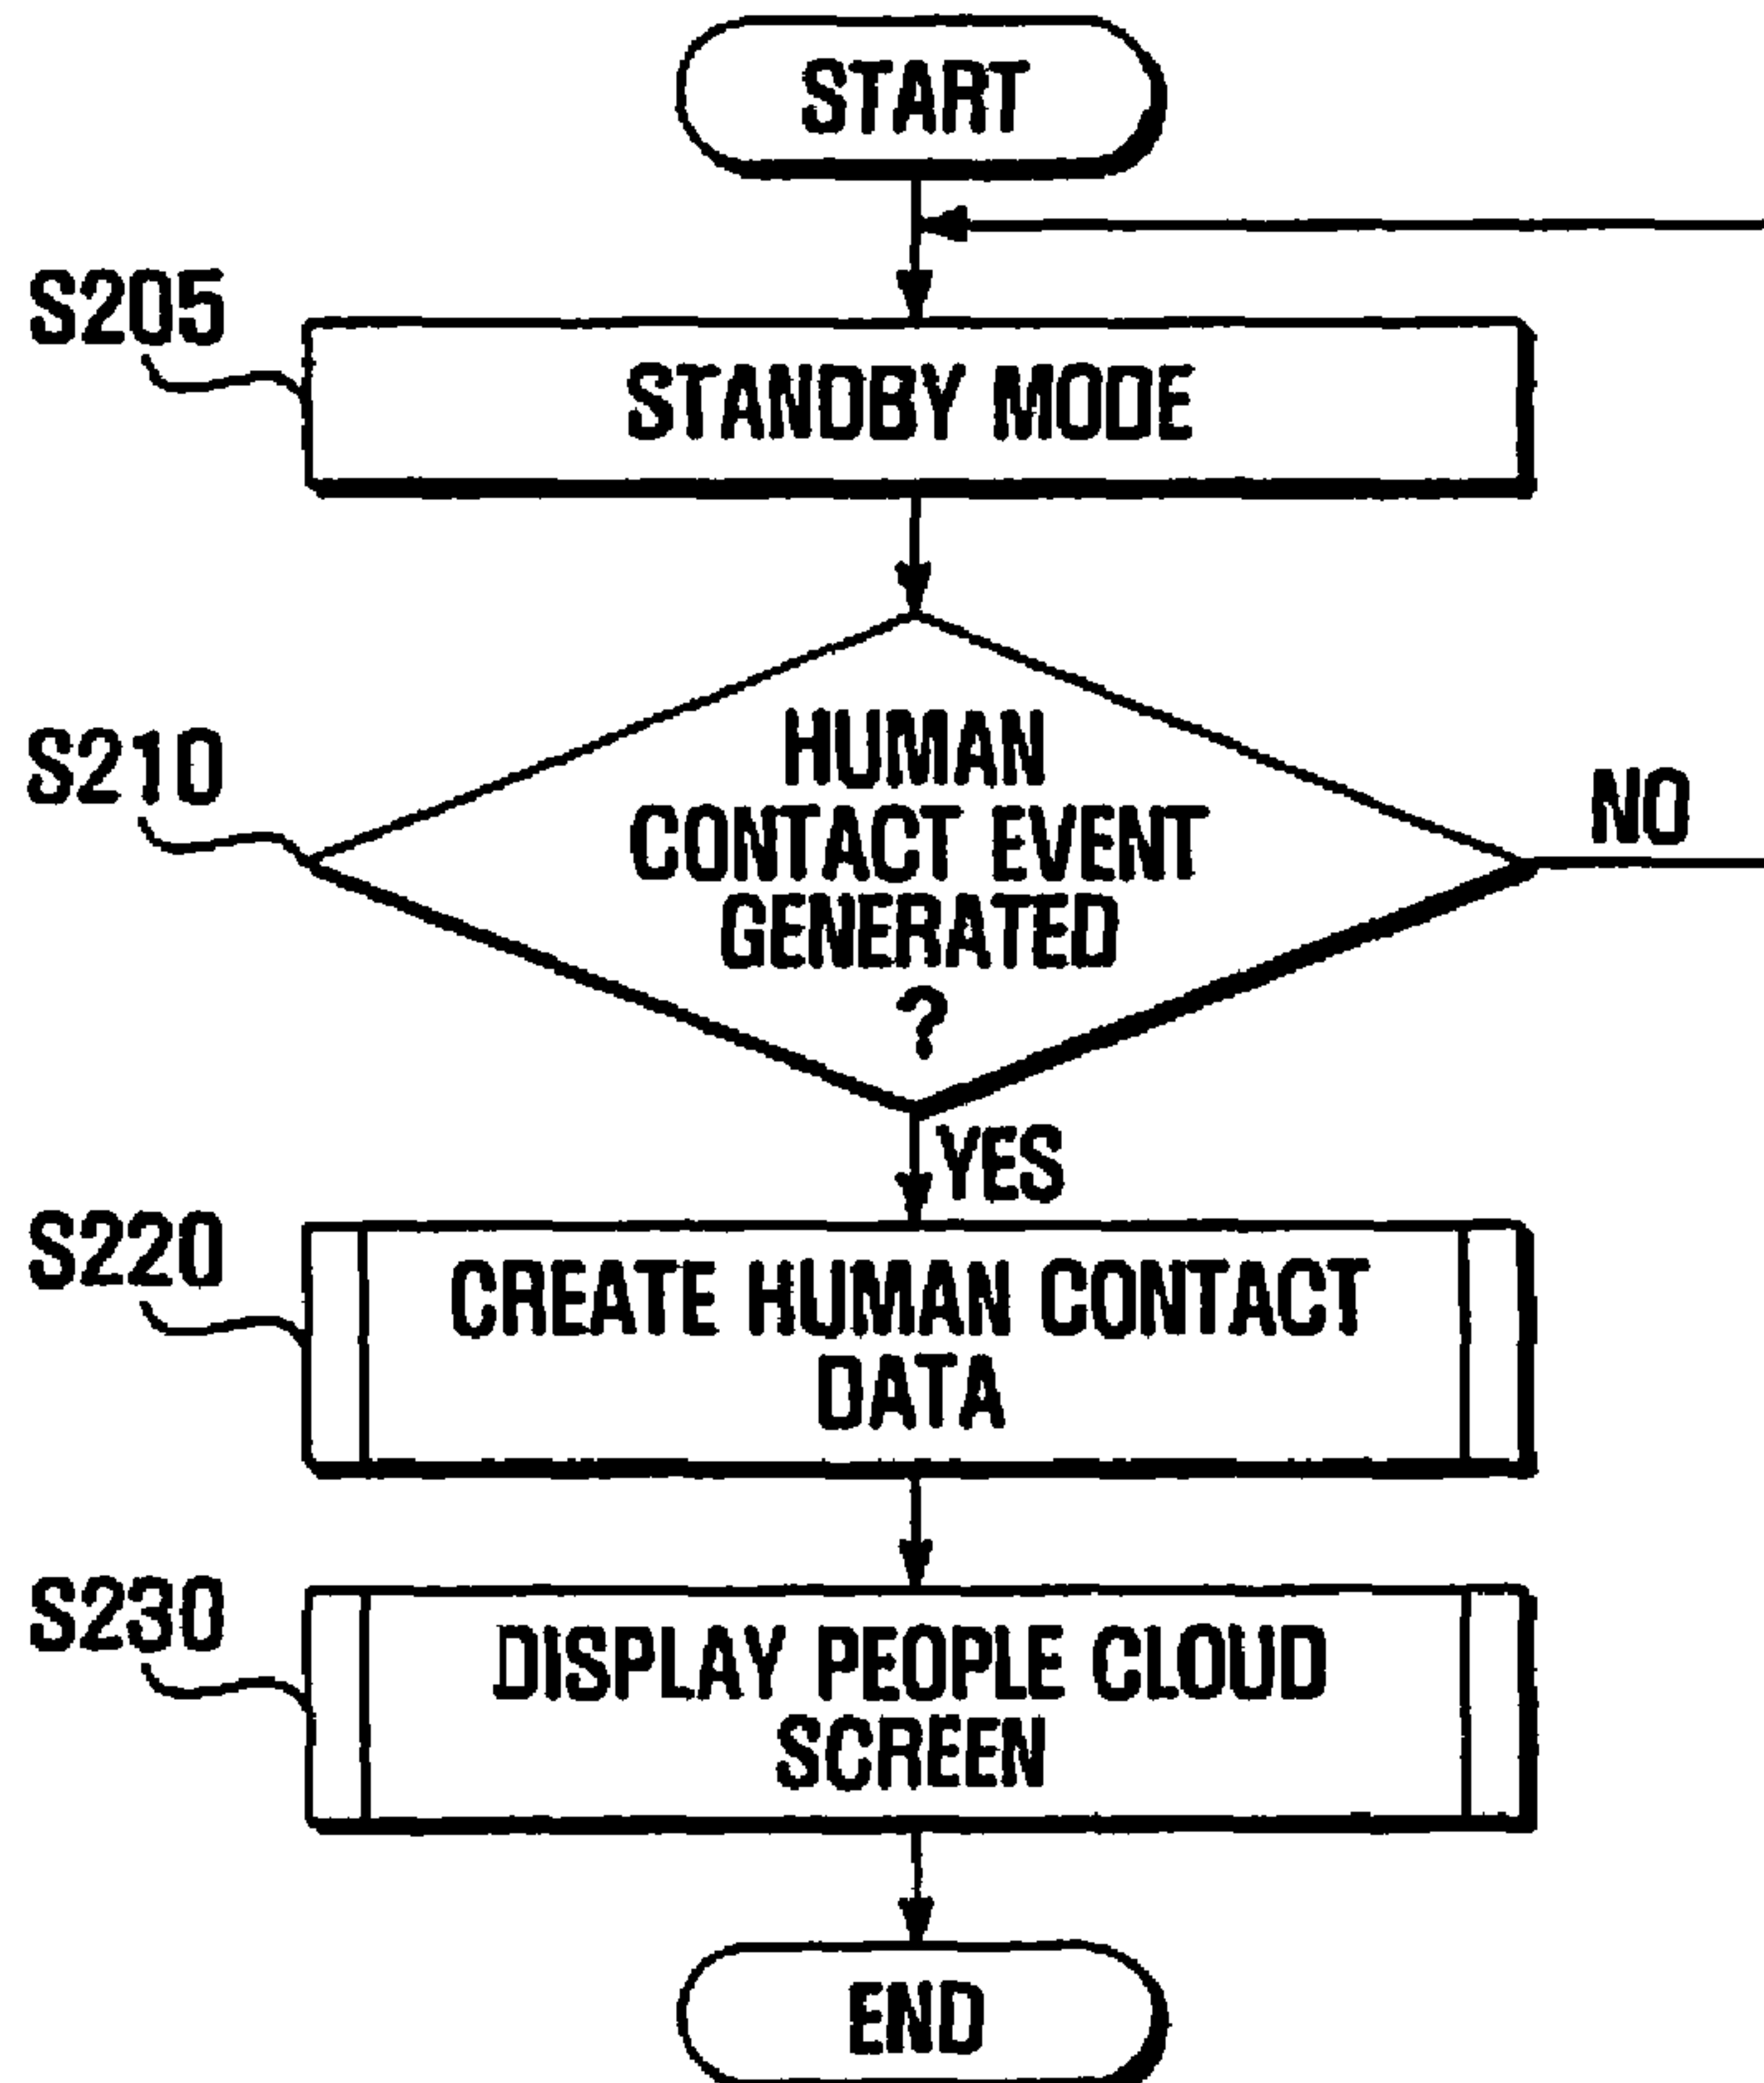 START
S205
STANDBY MODE
S210
HUMAN
CONTACT EVENT
GENERATED
?
NO
YES
S220
CREATE HUMAN CONTACT
DATA
S230
DISPLAY PEOPLE CLOUD
SCREEN
END